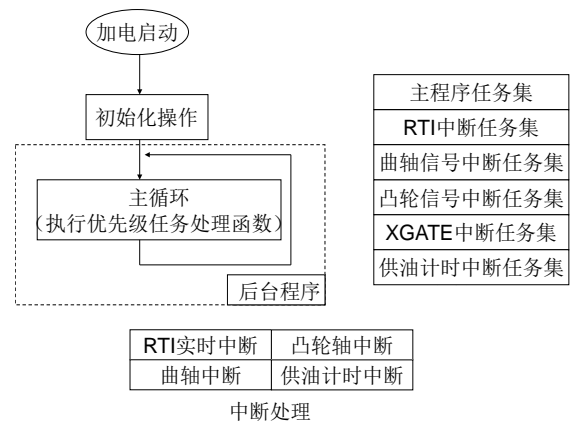 加电启动
初始化操作
主循环
（执行优先级任务处理函数）
后台程序
主程序任务集
RTI中断任务集
曲轴信号中断任务集
凸轮信号中断任务集
XGATE中断任务集
供油计时中断任务集
RTI实时中断 凸轮轴中断
曲轴中断 供油计时中断
中断处理